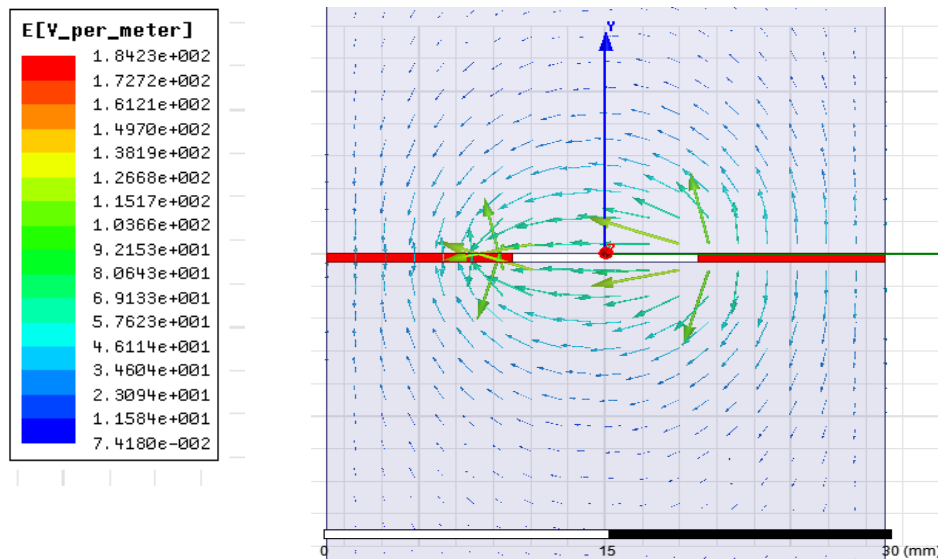 E[V_per_meter]
1.8423e+002
1.7272e+002
1.6121e+002
1.4970e+002
1.3819e+002
1.2668e+002
1.1517e+002
1.0366e+002
9.2153e+001
8.0643e+001
6.9133e+001
5.7623e+001
4.6114e+001
3.4604e+001
2.3094e+001
1.1584e+001
7.4180e-002
Y
0 15 30 (mm)